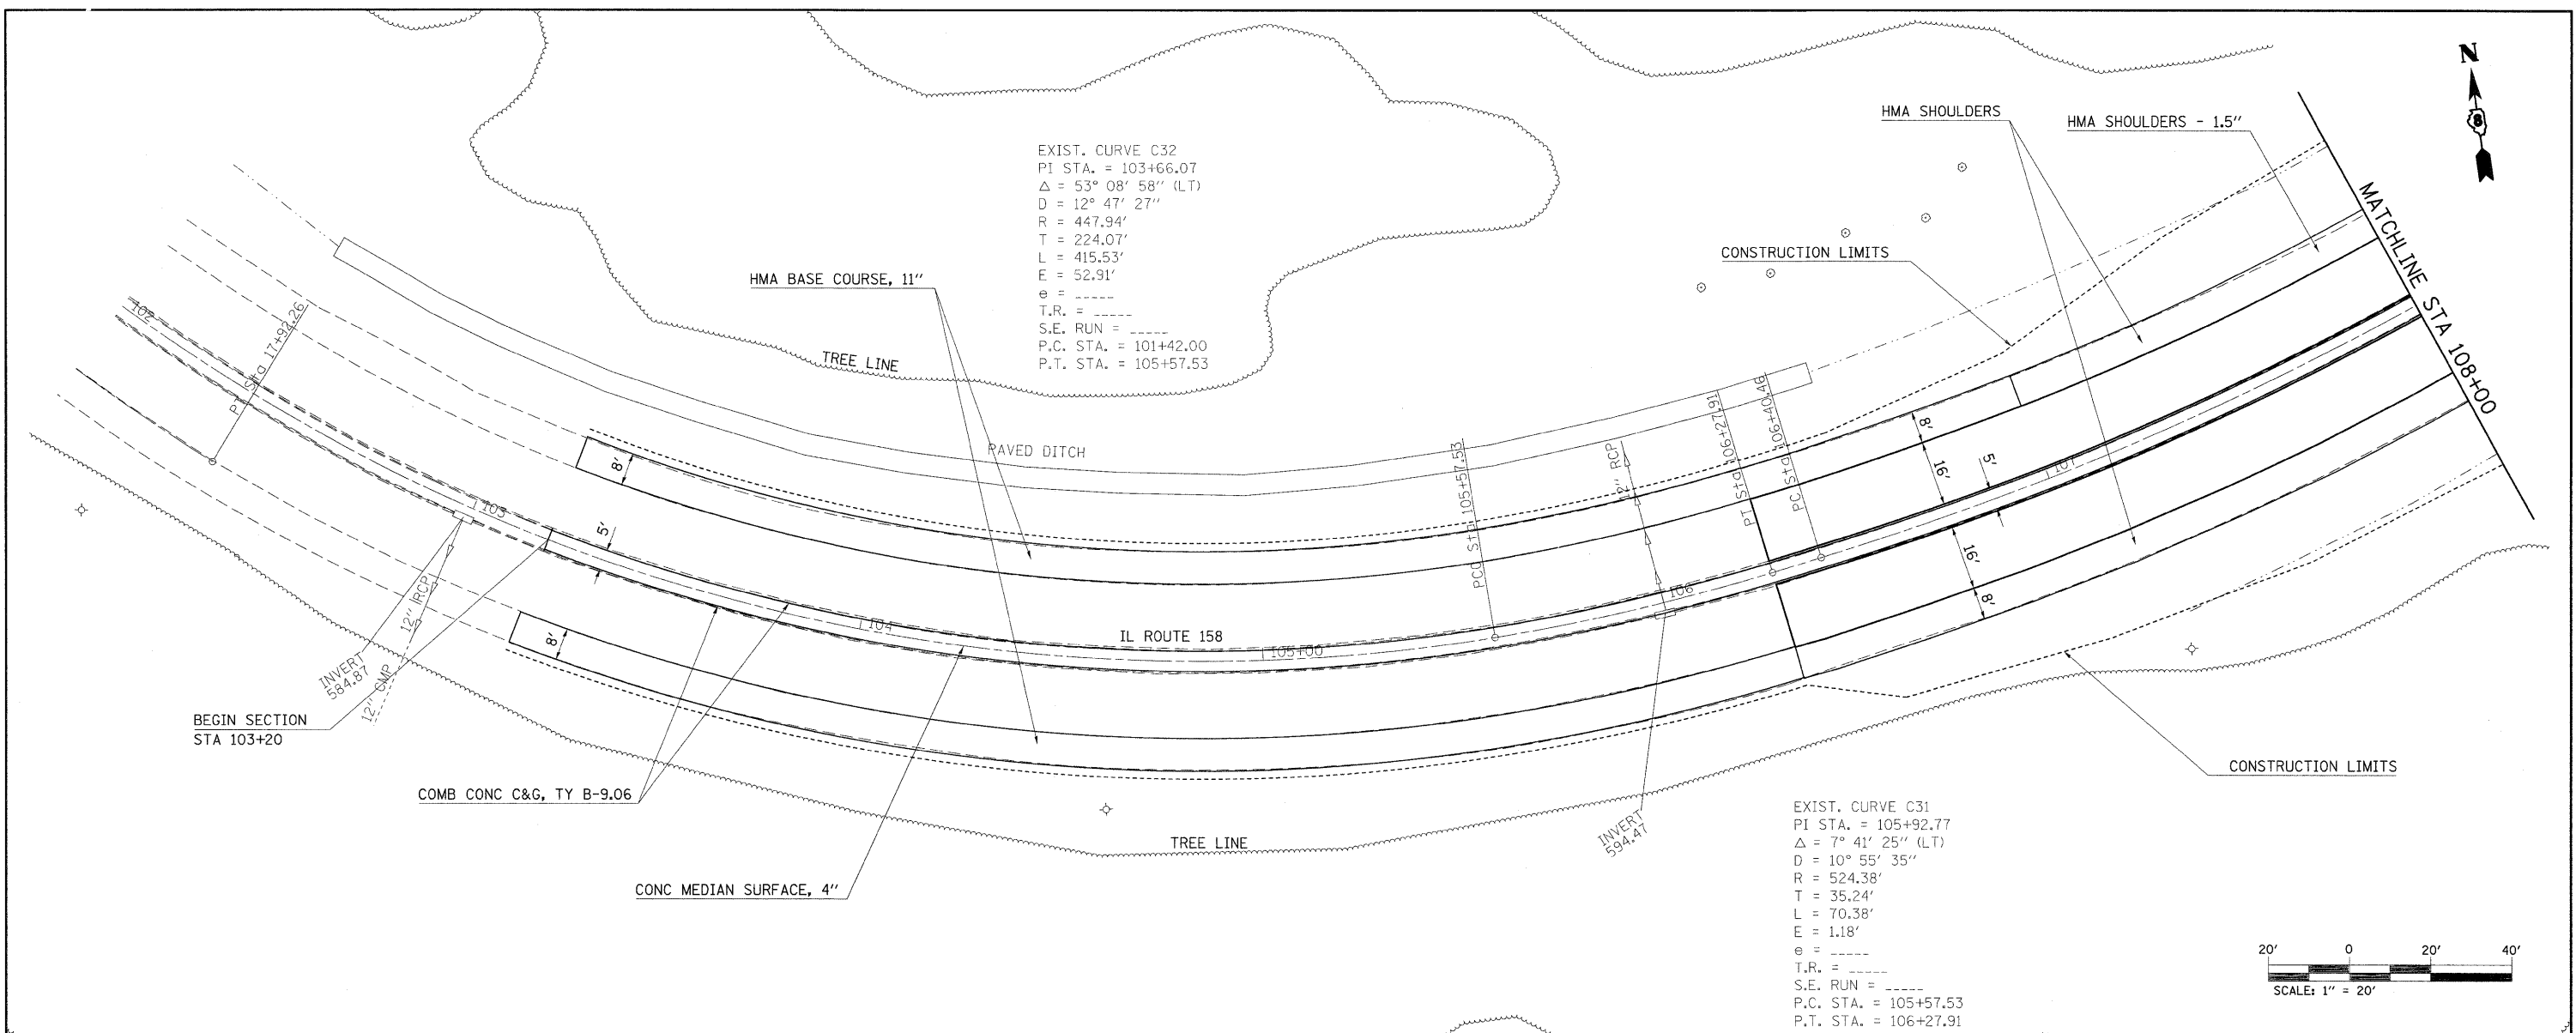 N
HMA SHOULDERS
HMA SHOULDERS - 1.5"
EXIST. CURVE C32
PI STA. = 103+66.07
Δ = 53° 08' 58" (LT)
D = 12° 47' 27"
R = 447.94'
T = 224.07'
L = 415.53'
E = 52.91'
e = _____
T.R. = _____
S.E. RUN = _____
P.C. STA. = 101+42.00
P.T. STA. = 105+57.53
CONSTRUCTION LIMITS
MATCHLINE STA 108+00
HMA BASE COURSE, 11"
TREE LINE
102
PT Sta 17+92.26
PAVED DITCH
8'
5'
103
8'
104
IL ROUTE 158
105+00
PCC Sta 105+57.53
12" RCP
PT Sta 106+27.91
PC Sta 106+40.46
106
8'
16'
5'
107
16'
8'
12" RCP
INVERT
584.87
12" CMP
BEGIN SECTION
STA 103+20
COMB CONC C&G, TY B-9.06
CONC MEDIAN SURFACE, 4"
TREE LINE
INVERT
594.47
CONSTRUCTION LIMITS
EXIST. CURVE C31
PI STA. = 105+92.77
Δ = 7° 41' 25" (LT)
D = 10° 55' 35"
R = 524.38'
T = 35.24'
L = 70.38'
E = 1.18'
e = _____
T.R. = _____
S.E. RUN = _____
P.C. STA. = 105+57.53
P.T. STA. = 106+27.91
20' 0 20' 40'
SCALE: 1" = 20'